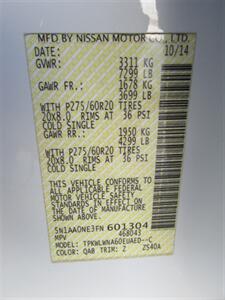 MFD BY NISSAN MOTOR CO., LTD.
DATE: 10/14
GVWR: 3311 KG
7299 LB
GAWR FR: 1678 KG
3699 LB
WITH P275/60R20 TIRES
20X8.0 RIMS AT 36 PSI
COLD SINGLE
GAWR RR: 1950 KG
4299 LB
WITH P275/60R20 TIRES
20X8.0 RIMS AT 36 PSI
COLD SINGLE
THIS VEHICLE CONFORMS TO
ALL APPLICABLE FEDERAL
MOTOR VEHICLE SAFETY
STANDARDS IN EFFECT ON
THE DATE OF MANUFACTURE
SHOWN ABOVE.
5N1AA0NE3FN 601304
468043
MPV
MODEL: TPKWLWNA60EUAED--C
COLOR: QAB TRIM: Z ZS40A